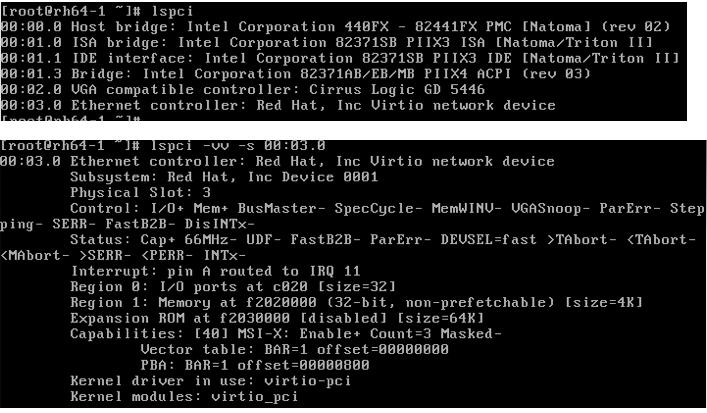 [root@rh64-1 ~]# lspci
00:00.0 Host bridge: Intel Corporation 440FX - 82441FX PMC [Natoma] (rev 02)
00:01.0 ISA bridge: Intel Corporation 82371SB PIIX3 ISA [Natoma/Triton II]
00:01.1 IDE interface: Intel Corporation 82371SB PIIX3 IDE [Natoma/Triton II]
00:01.3 Bridge: Intel Corporation 82371AB/EB/MB PIIX4 ACPI (rev 03)
00:02.0 VGA compatible controller: Cirrus Logic GD 5446
00:03.0 Ethernet controller: Red Hat, Inc Virtio network device
[root@rh64-1 ~]#
[root@rh64-1 ~]# lspci -vv -s 00:03.0
00:03.0 Ethernet controller: Red Hat, Inc Virtio network device
Subsystem: Red Hat, Inc Device 0001
Physical Slot: 3
Control: I/O+ Mem+ BusMaster- SpecCycle- MemWINV- VGASnoop- ParErr- Step
ping- SERR- FastB2B- DisINTx-
Status: Cap+ 66MHz- UDF- FastB2B- ParErr- DEVSEL=fast >TAbort- <TAbort-
<MAbort- >SERR- <PERR- INTx-
Interrupt: pin A routed to IRQ 11
Region 0: I/O ports at c020 [size=32]
Region 1: Memory at f2020000 (32-bit, non-prefetchable) [size=4K]
Expansion ROM at f2030000 [disabled] [size=64K]
Capabilities: [40] MSI-X: Enable+ Count=3 Masked-
Vector table: BAR=1 offset=00000000
PBA: BAR=1 offset=00000800
Kernel driver in use: virtio-pci
Kernel modules: virtio_pci